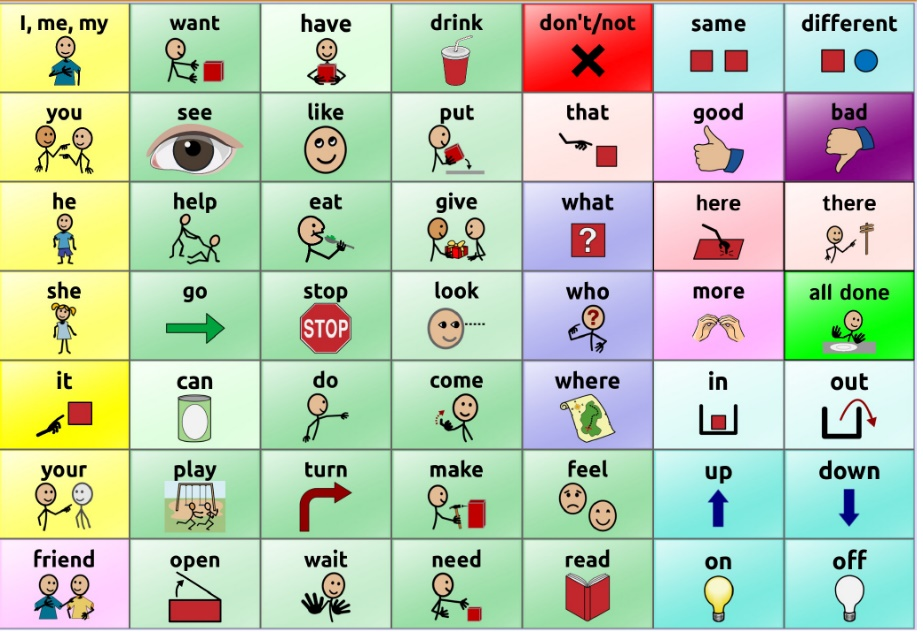 I, me, my
want
have
drink
don't/not
same
different
you
see
like
put
that
good
bad
he
help
eat
give
what
?
here
there
she
go
stop
STOP
look
who
?
more
all done
it
can
do
come
where
in
out
your
play
turn
make
feel
up
down
friend
open
wait
need
read
on
off